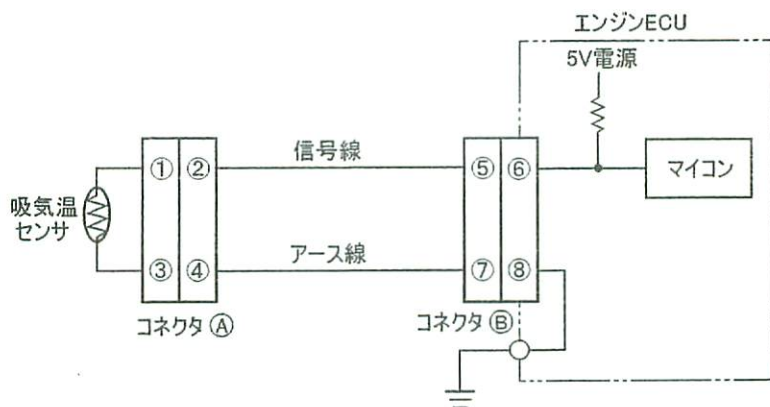 エンジンECU
5V電源
信号線
① ② ⑤ ⑥
マイコン
吸気温
センサ
アース線
③ ④ ⑦ ⑧
コネクタ Ⓐ
コネクタ Ⓑ